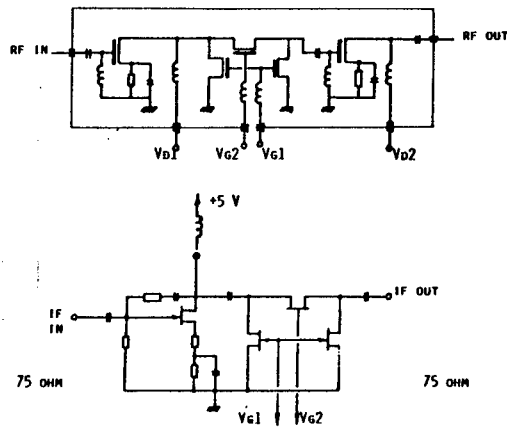 RF IN
RF OUT
VD1
VG2
VG1
VD2
+5 V
IF OUT
IF
IN
75 OHM
75 OHM
VG1
VG2